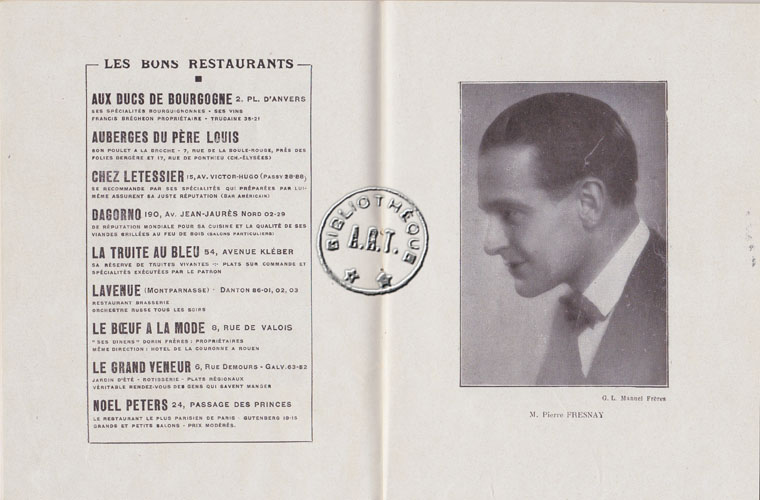 LES BONS RESTAURANTS
AUX DUCS DE BOURGOGNE 2, PL. D'ANVERS
SES SPÉCIALITÉS BOURGUIGNONNES - SES VINS
FRANCIS BRÉGHEON PROPRIÉTAIRE - TRUDAINE 35-21
AUBERGES DU PÈRE LOUIS
BON POULET A LA BROCHE - 7, RUE DE LA BOULE-ROUGE, PRÈS DES
FOLIES BERGÈRE ET 17, RUE DE PONTHIEU (CH.-ÉLYSÉES)
CHEZ LETESSIER 15, AV. VICTOR-HUGO (PASSY 28-88)
SE RECOMMANDE PAR SES SPÉCIALITÉS QUI PRÉPARÉES PAR LUI-
MÊME ASSURENT SA JUSTE RÉPUTATION (BAR AMÉRICAIN)
DAGORNO 190, AV. JEAN-JAURÈS NORD 02-29
DE RÉPUTATION MONDIALE POUR SA CUISINE ET LA QUALITÉ DE SES
VIANDES GRILLÉES AU FEU DE BOIS (SALONS PARTICULIERS)
LA TRUITE AU BLEU 54, AVENUE KLÉBER
SA RÉSERVE DE TRUITES VIVANTES - PLATS SUR COMMANDE ET
SPÉCIALITÉS EXÉCUTÉES PAR LE PATRON
LAVENUE (MONTPARNASSE) - DANTON 86-01, 02, 03
RESTAURANT BRASSERIE
ORCHESTRE RUSSE TOUS LES SOIRS
LE BŒUF A LA MODE 8, RUE DE VALOIS
"SES DINERS" DORIN FRÈRES : PROPRIÉTAIRES
MÊME DIRECTION : HOTEL DE LA COURONNE A ROUEN
LE GRAND VENEUR 6, RUE DEMOURS - GALV. 63-82
JARDIN D'ÉTÉ - ROTISSERIE - PLATS RÉGIONAUX
VÉRITABLE RENDEZ-VOUS DES GENS QUI SAVENT MANGER
NOEL PETERS 24, PASSAGE DES PRINCES
LE RESTAURANT LE PLUS PARISIEN DE PARIS - GUTENBERG 19-15
GRANDS ET PETITS SALONS - PRIX MODÉRÉS.
BIBLIOTHÈQUE
A.R.T.
G. L. Manuel Frères
M. Pierre FRESNAY